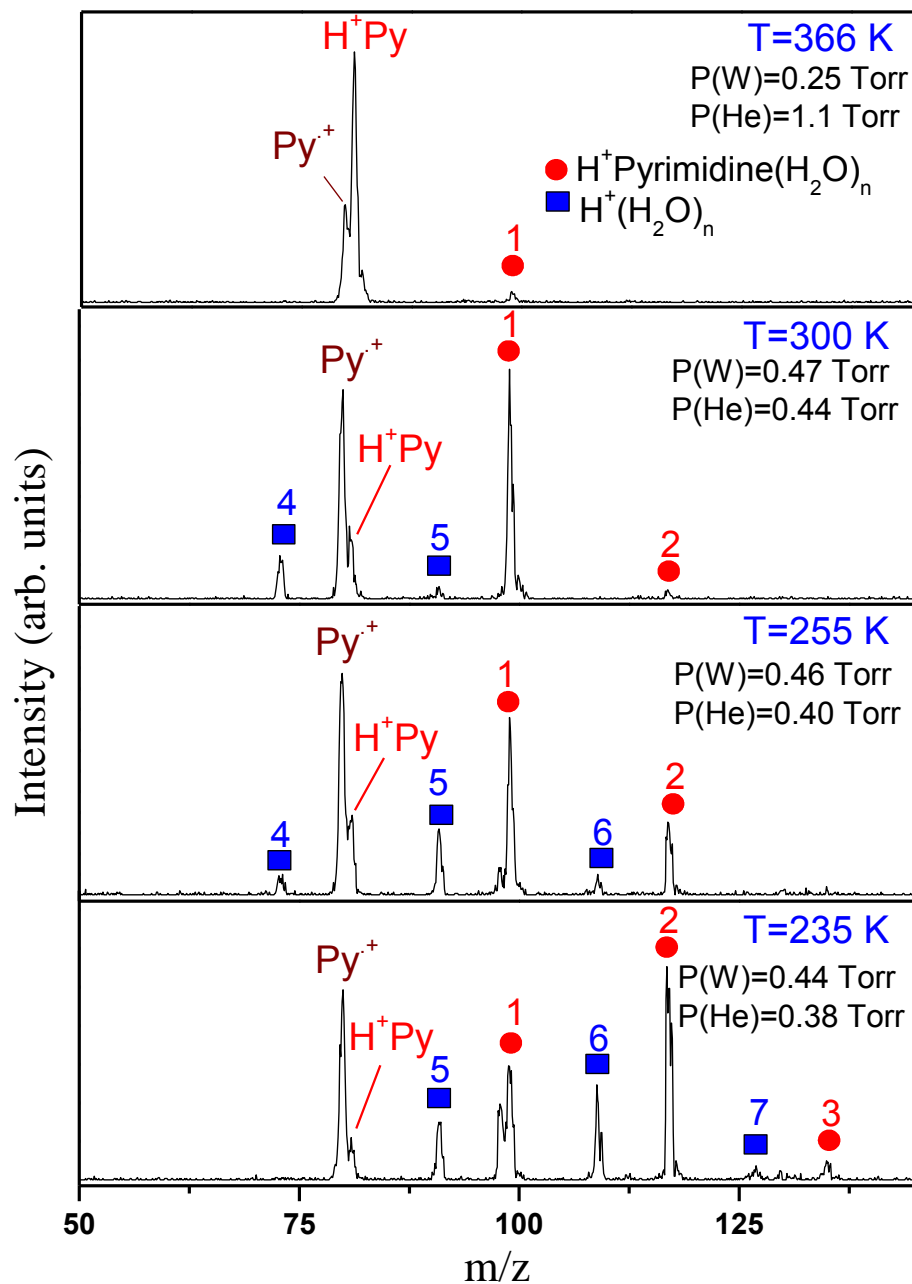 H⁺Py
T=366 K
P(W)=0.25 Torr
P(He)=1.1 Torr
Py·⁺
H⁺Pyrimidine(H₂O)ₙ
H⁺(H₂O)ₙ
1
1
T=300 K
Py·⁺
P(W)=0.47 Torr
P(He)=0.44 Torr
H⁺Py
4
5
2
Py·⁺
T=255 K
1
P(W)=0.46 Torr
P(He)=0.40 Torr
H⁺Py
2
5
4
6
2
T=235 K
Py·⁺
P(W)=0.44 Torr
P(He)=0.38 Torr
1
H⁺Py
6
5
7
3
Intensity (arb. units)
50 75 100 125
m/z